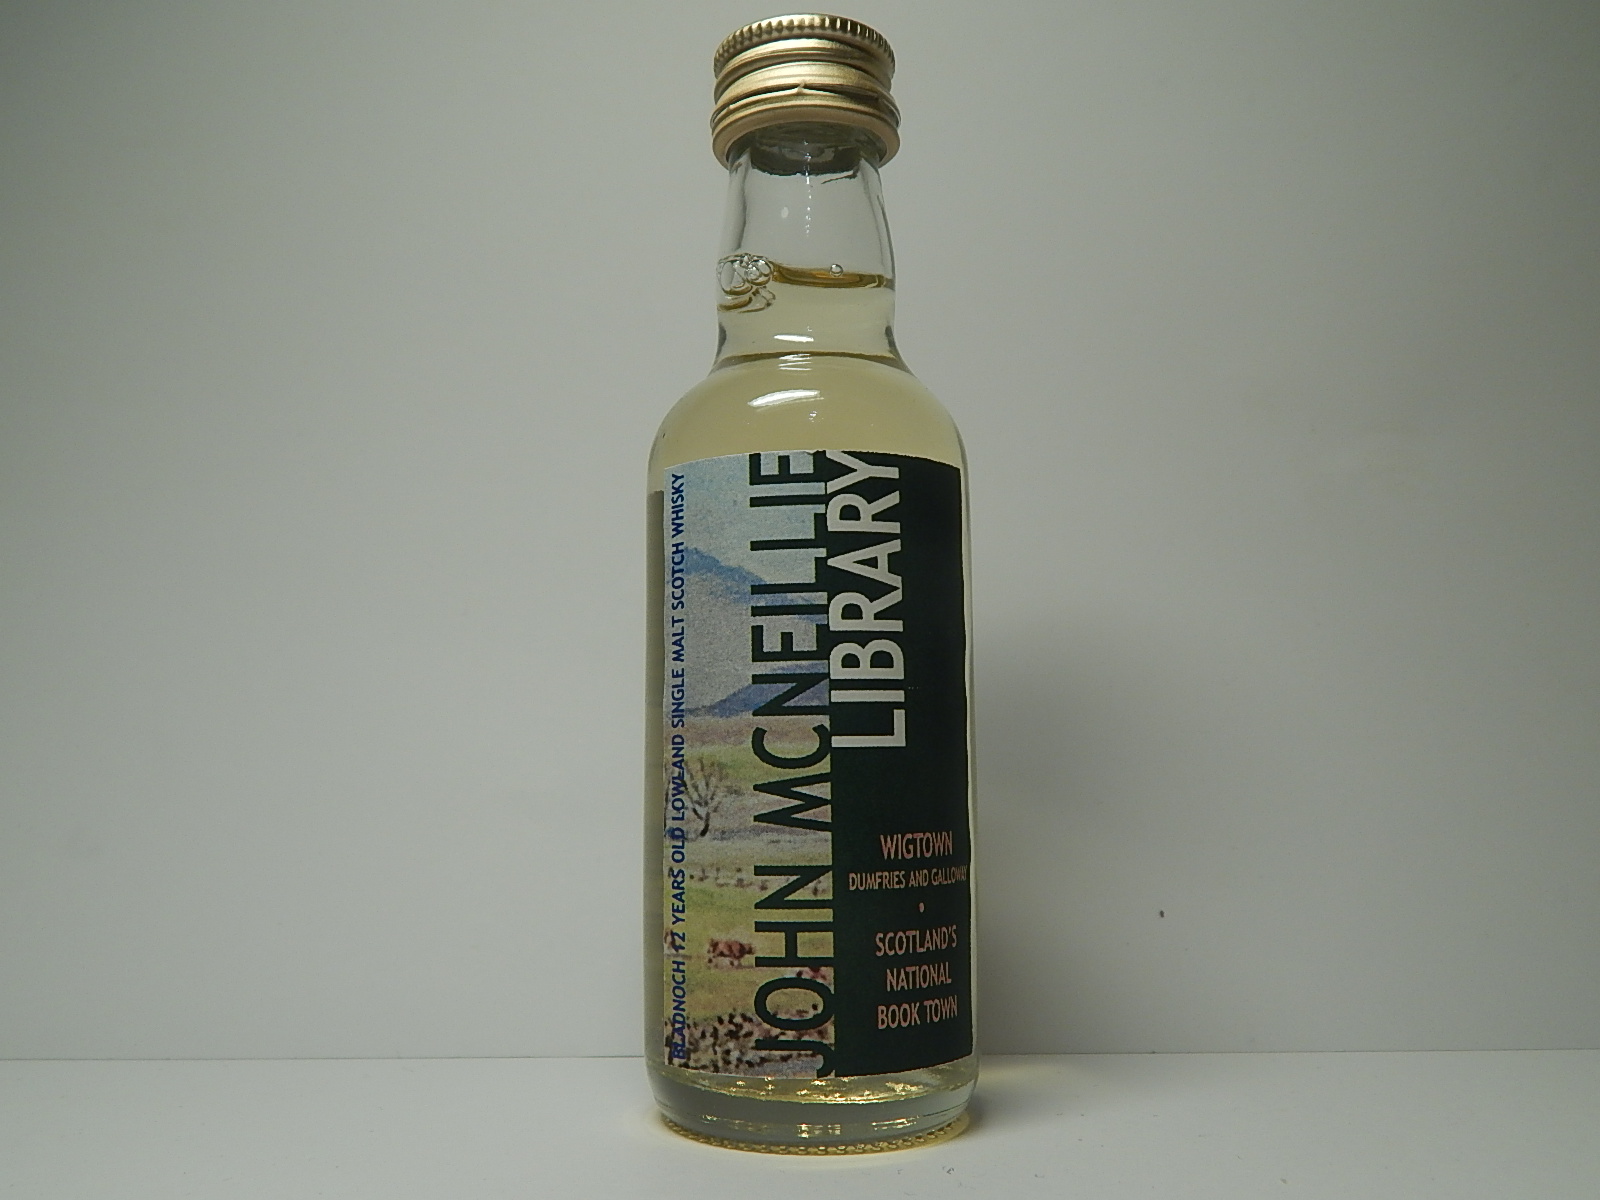 BLADNOCH 12 YEARS OLD LOWLAND SINGLE MALT SCOTCH WHISKY
JOHN MCNEILLIE
LIBRARY
WIGTOWN
DUMFRIES AND GALLOWAY
•
SCOTLAND'S
NATIONAL
BOOK TOWN